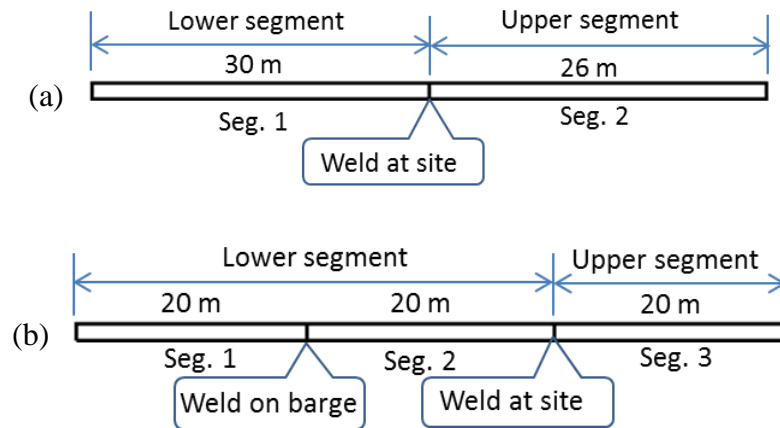 Lower segment Upper segment
30 m 26 m
(a)
Seg. 1 Seg. 2
Weld at site
Lower segment Upper segment
20 m 20 m 20 m
(b)
Seg. 1 Seg. 2 Seg. 3
Weld on barge Weld at site